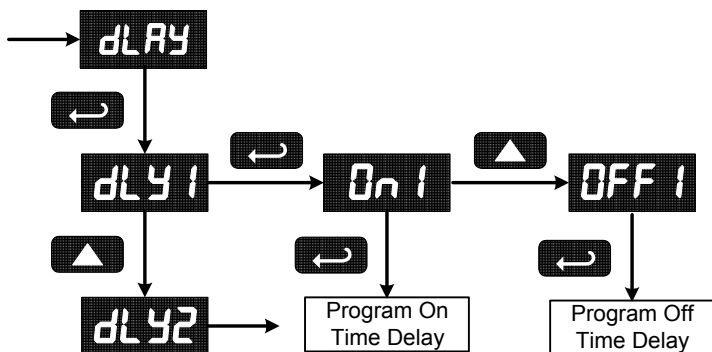 dLAY
dLY1
On1
OFF1
dLY2
Program On
Time Delay
Program Off
Time Delay